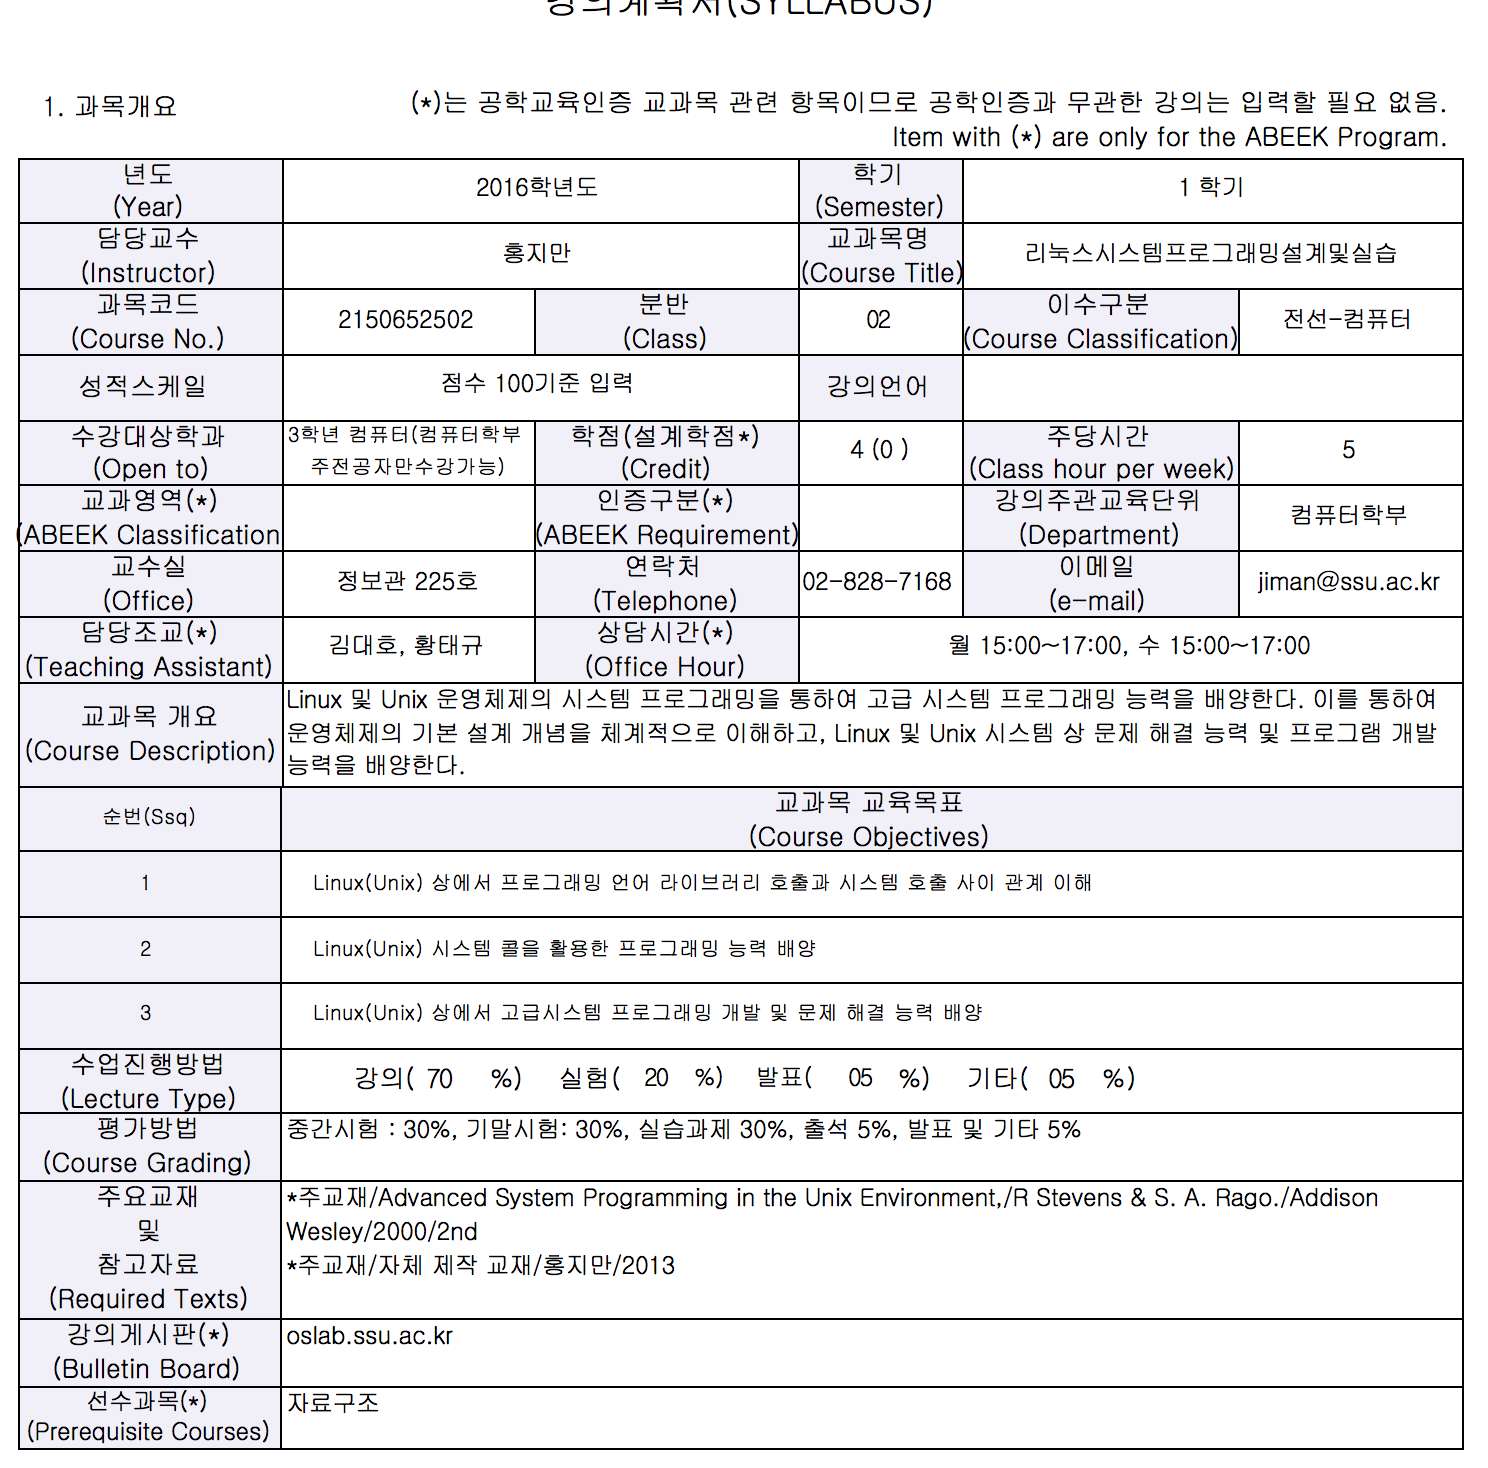 강의계획서(SYLLABUS)
1. 과목개요
(*)는 공학교육인증 교과목 관련 항목이므로 공학인증과 무관한 강의는 입력할 필요 없음.
Item with (*) are only for the ABEEK Program.
년도
(Year)
2016학년도
학기
(Semester)
1 학기
담당교수
(Instructor)
홍지만
교과목명
(Course Title)
리눅스시스템프로그래밍설계및실습
과목코드
(Course No.)
2150652502
분반
(Class)
02
이수구분
(Course Classification)
전선-컴퓨터
성적스케일
점수 100기준 입력
강의언어
수강대상학과
(Open to)
3학년 컴퓨터(컴퓨터학부
주전공자만수강가능)
학점(설계학점*)
(Credit)
4 (0 )
주당시간
(Class hour per week)
5
교과영역(*)
(ABEEK Classification
인증구분(*)
(ABEEK Requirement)
강의주관교육단위
(Department)
컴퓨터학부
교수실
(Office)
정보관 225호
연락처
(Telephone)
02-828-7168
이메일
(e-mail)
jiman@ssu.ac.kr
담당조교(*)
(Teaching Assistant)
김대호, 황태규
상담시간(*)
(Office Hour)
월 15:00~17:00, 수 15:00~17:00
교과목 개요
(Course Description)
Linux 및 Unix 운영체제의 시스템 프로그래밍을 통하여 고급 시스템 프로그래밍 능력을 배양한다. 이를 통하여
운영체제의 기본 설계 개념을 체계적으로 이해하고, Linux 및 Unix 시스템 상 문제 해결 능력 및 프로그램 개발
능력을 배양한다.
순번(Ssq)
교과목 교육목표
(Course Objectives)
1
Linux(Unix) 상에서 프로그래밍 언어 라이브러리 호출과 시스템 호출 사이 관계 이해
2
Linux(Unix) 시스템 콜을 활용한 프로그래밍 능력 배양
3
Linux(Unix) 상에서 고급시스템 프로그래밍 개발 및 문제 해결 능력 배양
수업진행방법
(Lecture Type)
강의( 70 %) 실험( 20 %) 발표( 05 %) 기타( 05 %)
평가방법
(Course Grading)
중간시험 : 30%, 기말시험: 30%, 실습과제 30%, 출석 5%, 발표 및 기타 5%
주요교재
및
참고자료
(Required Texts)
*주교재/Advanced System Programming in the Unix Environment,/R Stevens & S. A. Rago./Addison
Wesley/2000/2nd
*주교재/자체 제작 교재/홍지만/2013
강의게시판(*)
(Bulletin Board)
oslab.ssu.ac.kr
선수과목(*)
(Prerequisite Courses)
자료구조